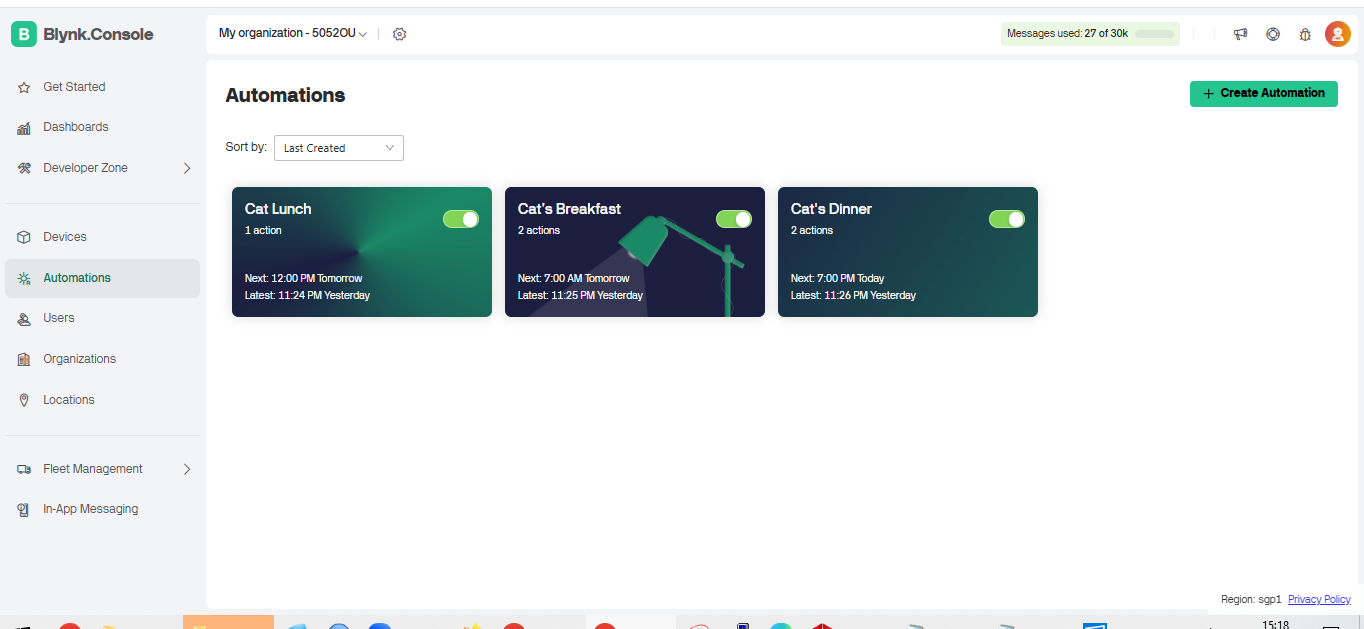 B Blynk.Console
My organization - 5052OU
Messages used: 27 of 30k
Get Started
Dashboards
Developer Zone
Devices
Automations
Users
Organizations
Locations
Fleet Management
In-App Messaging
Automations
+ Create Automation
Sort by: Last Created
Cat Lunch
1 action
Next: 12:00 PM Tomorrow
Latest: 11:24 PM Yesterday
Cat's Breakfast
2 actions
Next: 7:00 AM Tomorrow
Latest: 11:25 PM Yesterday
Cat's Dinner
2 actions
Next: 7:00 PM Today
Latest: 11:26 PM Yesterday
Region: sgp1 Privacy Policy
15:18